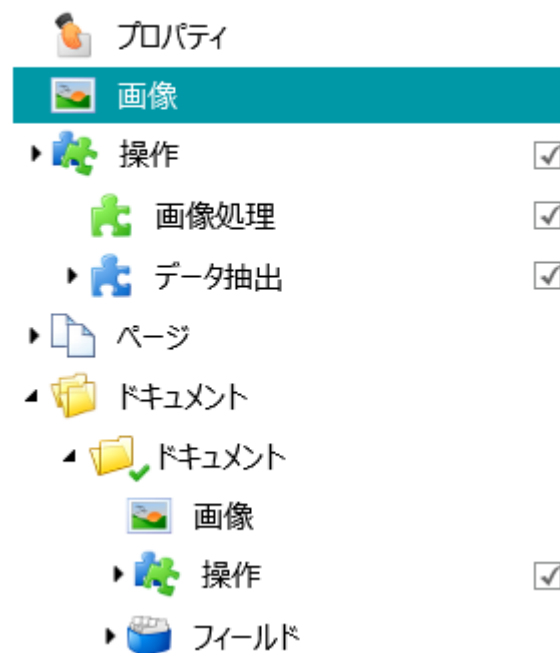 プロパティ
画像
操作
画像処理
データ抽出
ページ
ドキュメント
ドキュメント
画像
操作
フィールド